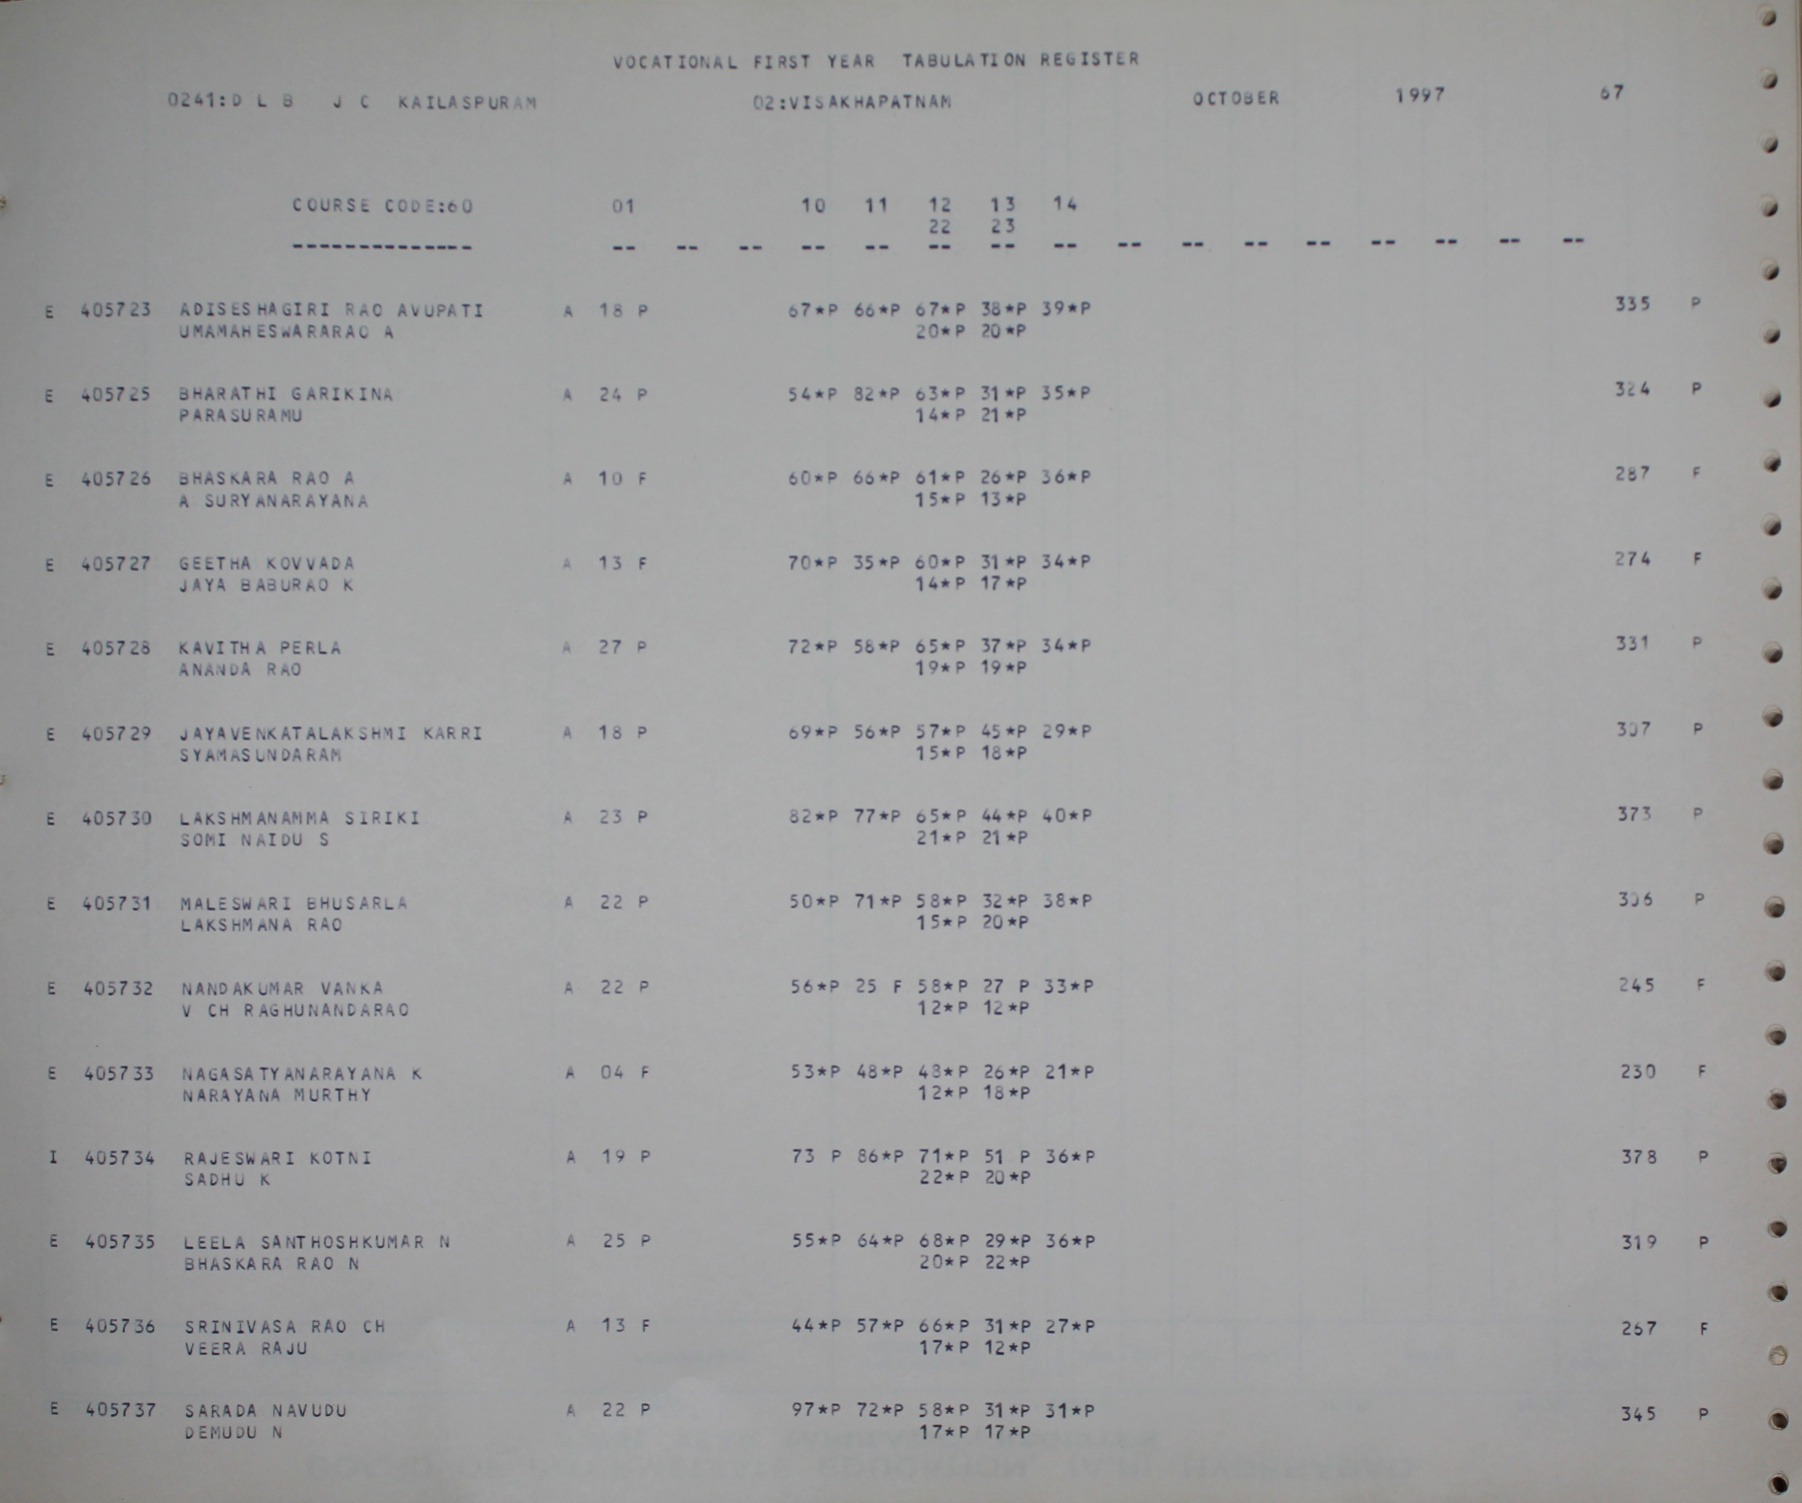 VOCATIONAL FIRST YEAR TABULATION REGISTER
0241:D L B J C KAILASPURAM 02:VISAKHAPATNAM OCTOBER 1997 67
COURSE CODE:60 01 10 11 12 13 14
22 23
-------------- -- -- -- -- -- -- -- -- -- -- -- -- -- -- -- --
E 405723 ADISESHAGIRI RAO AVUPATI A 18 P 67*P 66*P 67*P 38*P 39*P 335 P
UMAMAHESWARARAO A 20*P 20*P
E 405725 BHARATHI GARIKINA A 24 P 54*P 82*P 63*P 31*P 35*P 324 P
PARASURAMU 14*P 21*P
E 405726 BHASKARA RAO A A 10 F 60*P 66*P 61*P 26*P 36*P 287 F
A SURYANARAYANA 15*P 13*P
E 405727 GEETHA KOVVADA A 13 F 70*P 35*P 60*P 31*P 34*P 274 F
JAYA BABURAO K 14*P 17*P
E 405728 KAVITHA PERLA A 27 P 72*P 58*P 65*P 37*P 34*P 331 P
ANANDA RAO 19*P 19*P
E 405729 JAYAVENKATALAKSHMI KARRI A 18 P 69*P 56*P 57*P 45*P 29*P 307 P
SYAMASUNDARAM 15*P 18*P
E 405730 LAKSHMANAMMA SIRIKI A 23 P 82*P 77*P 65*P 44*P 40*P 373 P
SOMI NAIDU S 21*P 21*P
E 405731 MALESWARI BHUSARLA A 22 P 50*P 71*P 58*P 32*P 38*P 306 P
LAKSHMANA RAO 15*P 20*P
E 405732 NANDAKUMAR VANKA A 22 P 56*P 25 F 58*P 27 P 33*P 245 F
V CH RAGHUNANDARAO 12*P 12*P
E 405733 NAGASATYANARAYANA K A 04 F 53*P 48*P 48*P 26*P 21*P 230 F
NARAYANA MURTHY 12*P 18*P
I 405734 RAJESWARI KOTNI A 19 P 73 P 86*P 71*P 51 P 36*P 378 P
SADHU K 22*P 20*P
E 405735 LEELA SANTHOSHKUMAR N A 25 P 55*P 64*P 68*P 29*P 36*P 319 P
BHASKARA RAO N 20*P 22*P
E 405736 SRINIVASA RAO CH A 13 F 44*P 57*P 66*P 31*P 27*P 267 F
VEERA RAJU 17*P 12*P
E 405737 SARADA NAVUDU A 22 P 97*P 72*P 58*P 31*P 31*P 345 P
DEMUDU N 17*P 17*P